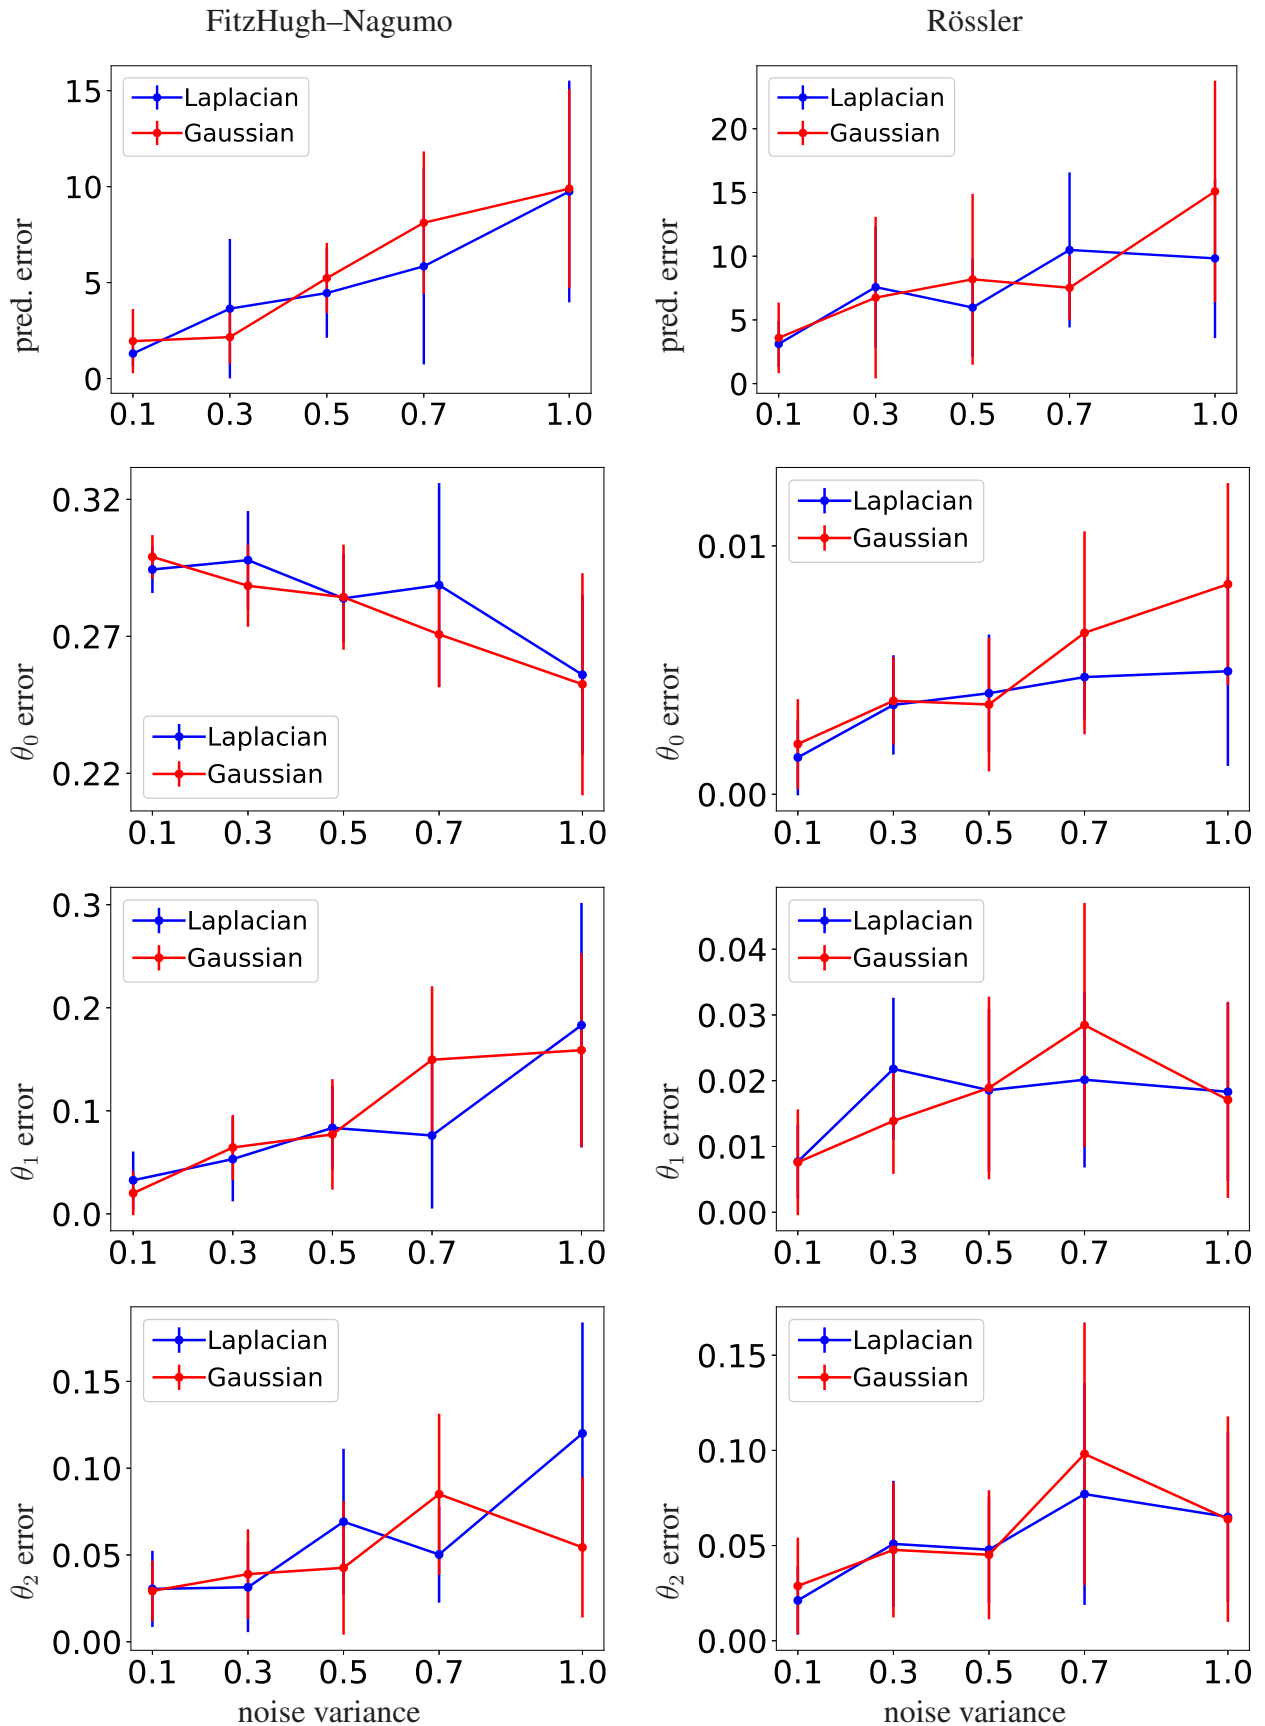 FitzHugh–Nagumo
Rössler
Laplacian
Gaussian
pred. error
15
10
5
0
0.1 0.3 0.5 0.7 1.0
Laplacian
Gaussian
pred. error
20
15
10
5
0
0.1 0.3 0.5 0.7 1.0
θ0 error
0.32
0.27
0.22
Laplacian
Gaussian
0.1 0.3 0.5 0.7 1.0
Laplacian
Gaussian
θ0 error
0.01
0.00
0.1 0.3 0.5 0.7 1.0
Laplacian
Gaussian
θ1 error
0.3
0.2
0.1
0.0
0.1 0.3 0.5 0.7 1.0
Laplacian
Gaussian
θ1 error
0.04
0.03
0.02
0.01
0.00
0.1 0.3 0.5 0.7 1.0
Laplacian
Gaussian
θ2 error
0.15
0.10
0.05
0.00
0.1 0.3 0.5 0.7 1.0
noise variance
Laplacian
Gaussian
θ2 error
0.15
0.10
0.05
0.00
0.1 0.3 0.5 0.7 1.0
noise variance